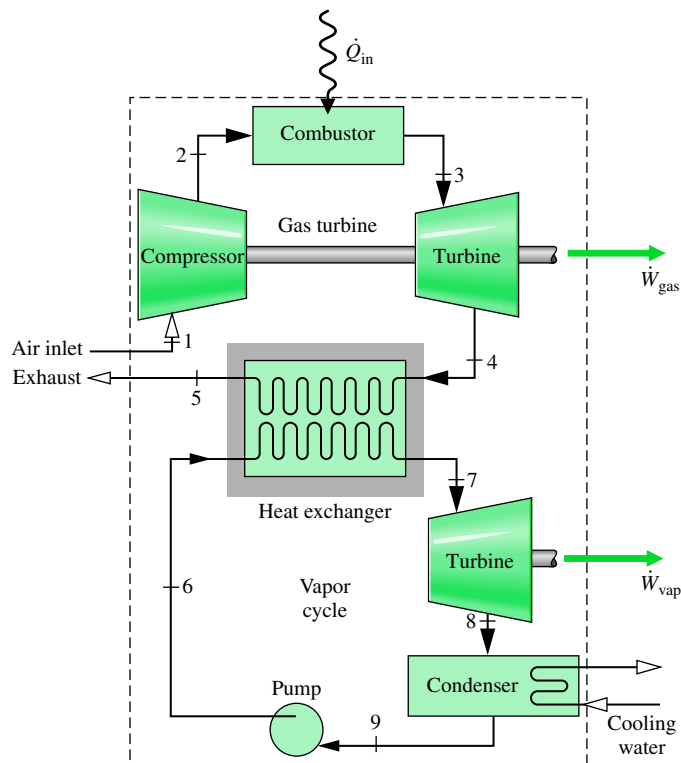 Q̇in
Combustor
2
3
Gas turbine
Compressor
Turbine
Ẇgas
1
Air inlet
4
Exhaust
5
7
Heat exchanger
Turbine
6
Vapor
cycle
Ẇvap
8
Condenser
Pump
9
Cooling
water